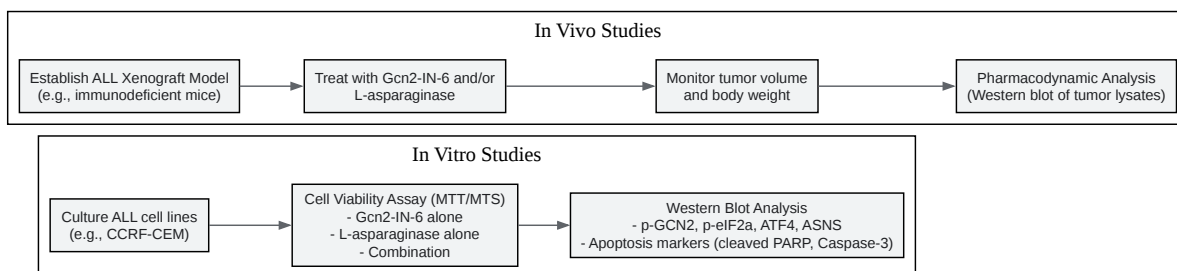 In Vivo Studies
Establish ALL Xenograft Model
(e.g., immunodeficient mice)
Treat with Gcn2-IN-6 and/or
L-asparaginase
Monitor tumor volume
and body weight
Pharmacodynamic Analysis
(Western blot of tumor lysates)
In Vitro Studies
Culture ALL cell lines
(e.g., CCRF-CEM)
Cell Viability Assay (MTT/MTS)
- Gcn2-IN-6 alone
- L-asparaginase alone
- Combination
Western Blot Analysis
- p-GCN2, p-eIF2a, ATF4, ASNS
- Apoptosis markers (cleaved PARP, Caspase-3)